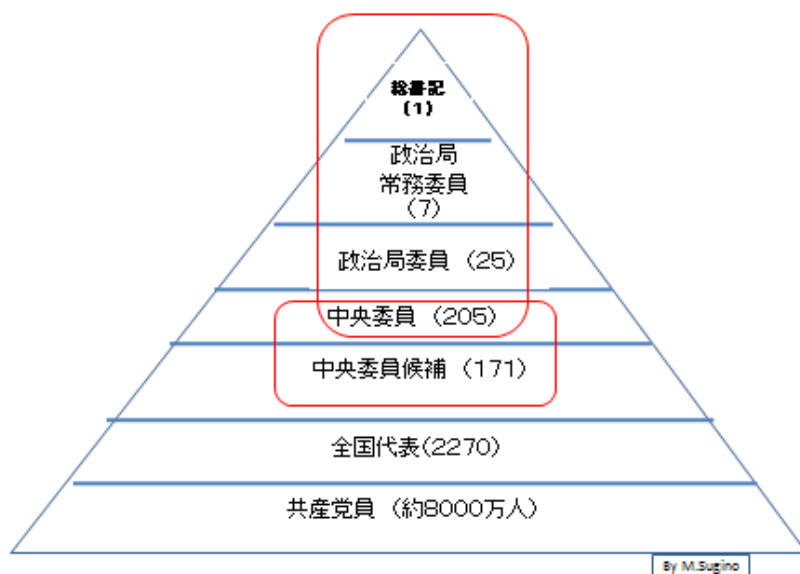 総書記
(1)
政治局
常務委員
(7)
政治局委員 (25)
中央委員 (205)
中央委員候補 (171)
全国代表(2270)
共産党員 (約8000万人)
By M.Sugino